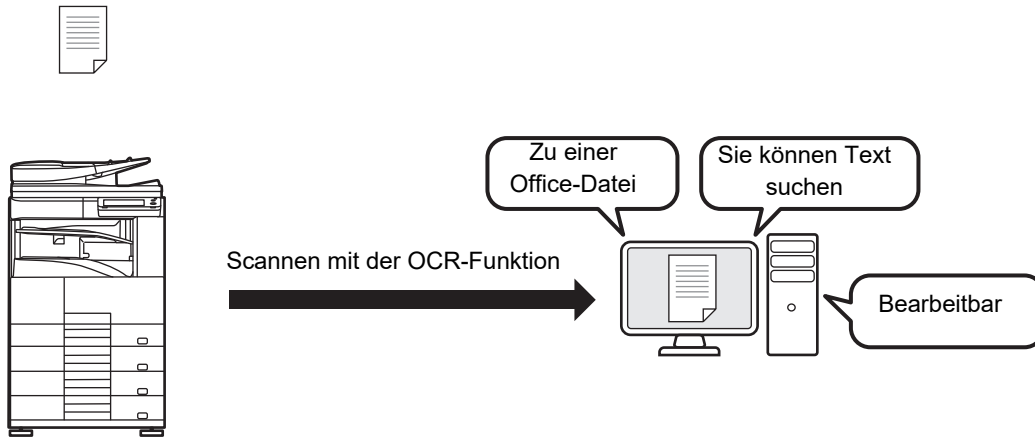 Zu einer
Office-Datei
Sie können Text
suchen
Scannen mit der OCR-Funktion
Bearbeitbar